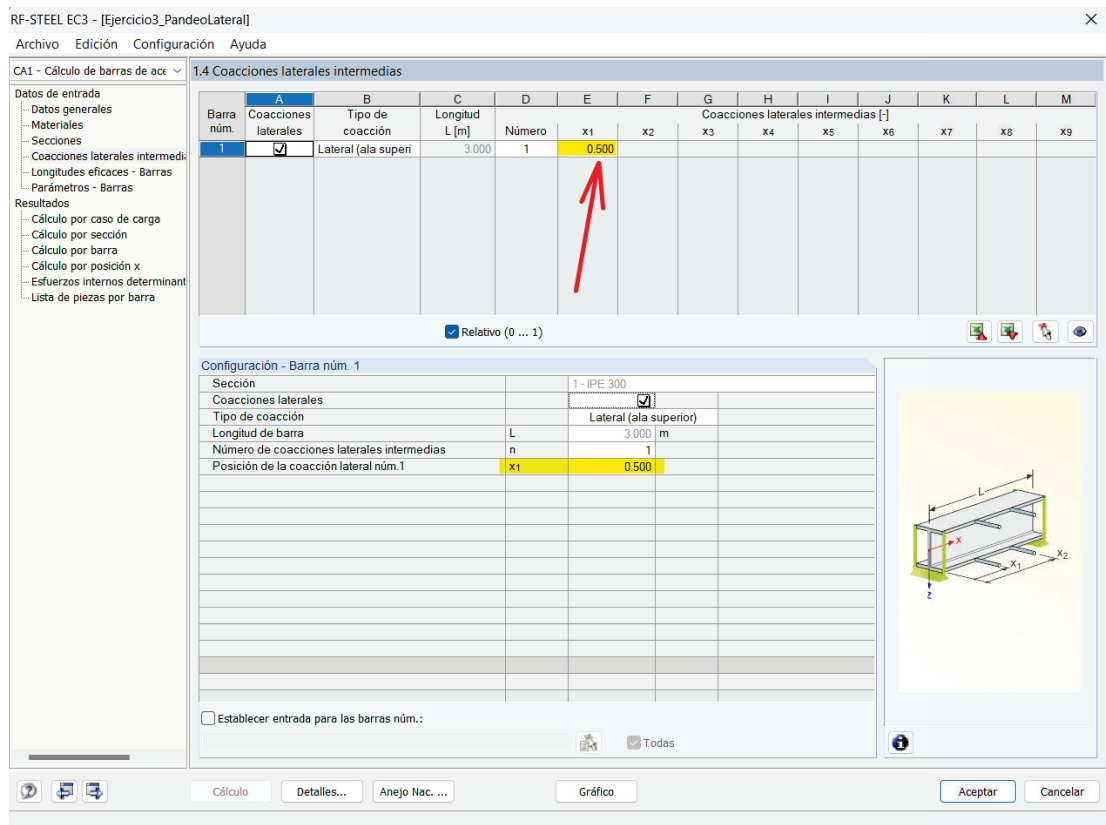 RF-STEEL EC3 - [Ejercicio3_PandeoLateral]
Archivo Edición Configuración Ayuda
CA1 - Cálculo de barras de ace
1.4 Coacciones laterales intermedias
Datos de entrada
Datos generales
Materiales
Secciones
Coacciones laterales intermedi
Longitudes eficaces - Barras
Parámetros - Barras
Resultados
Cálculo por caso de carga
Cálculo por sección
Cálculo por barra
Cálculo por posición x
Esfuerzos internos determinant
Lista de piezas por barra
A B C D E F G H I J K L M
Barra Coacciones Tipo de Longitud Coacciones laterales intermedias [-]
núm. laterales coacción L [m] Número x1 x2 x3 x4 x5 x6 x7 x8 x9
1 Lateral (ala superi 3.000 1 0.500
Relativo (0 ... 1)
Configuración - Barra núm. 1
Sección 1 - IPE 300
Coacciones laterales
Tipo de coacción Lateral (ala superior)
Longitud de barra L 3.000 m
Número de coacciones laterales intermedias n 1
Posición de la coacción lateral núm.1 x1 0.500
L
x
x1
x2
z
Establecer entrada para las barras núm.:
Todas
Cálculo Detalles... Anejo Nac. ... Gráfico Aceptar Cancelar